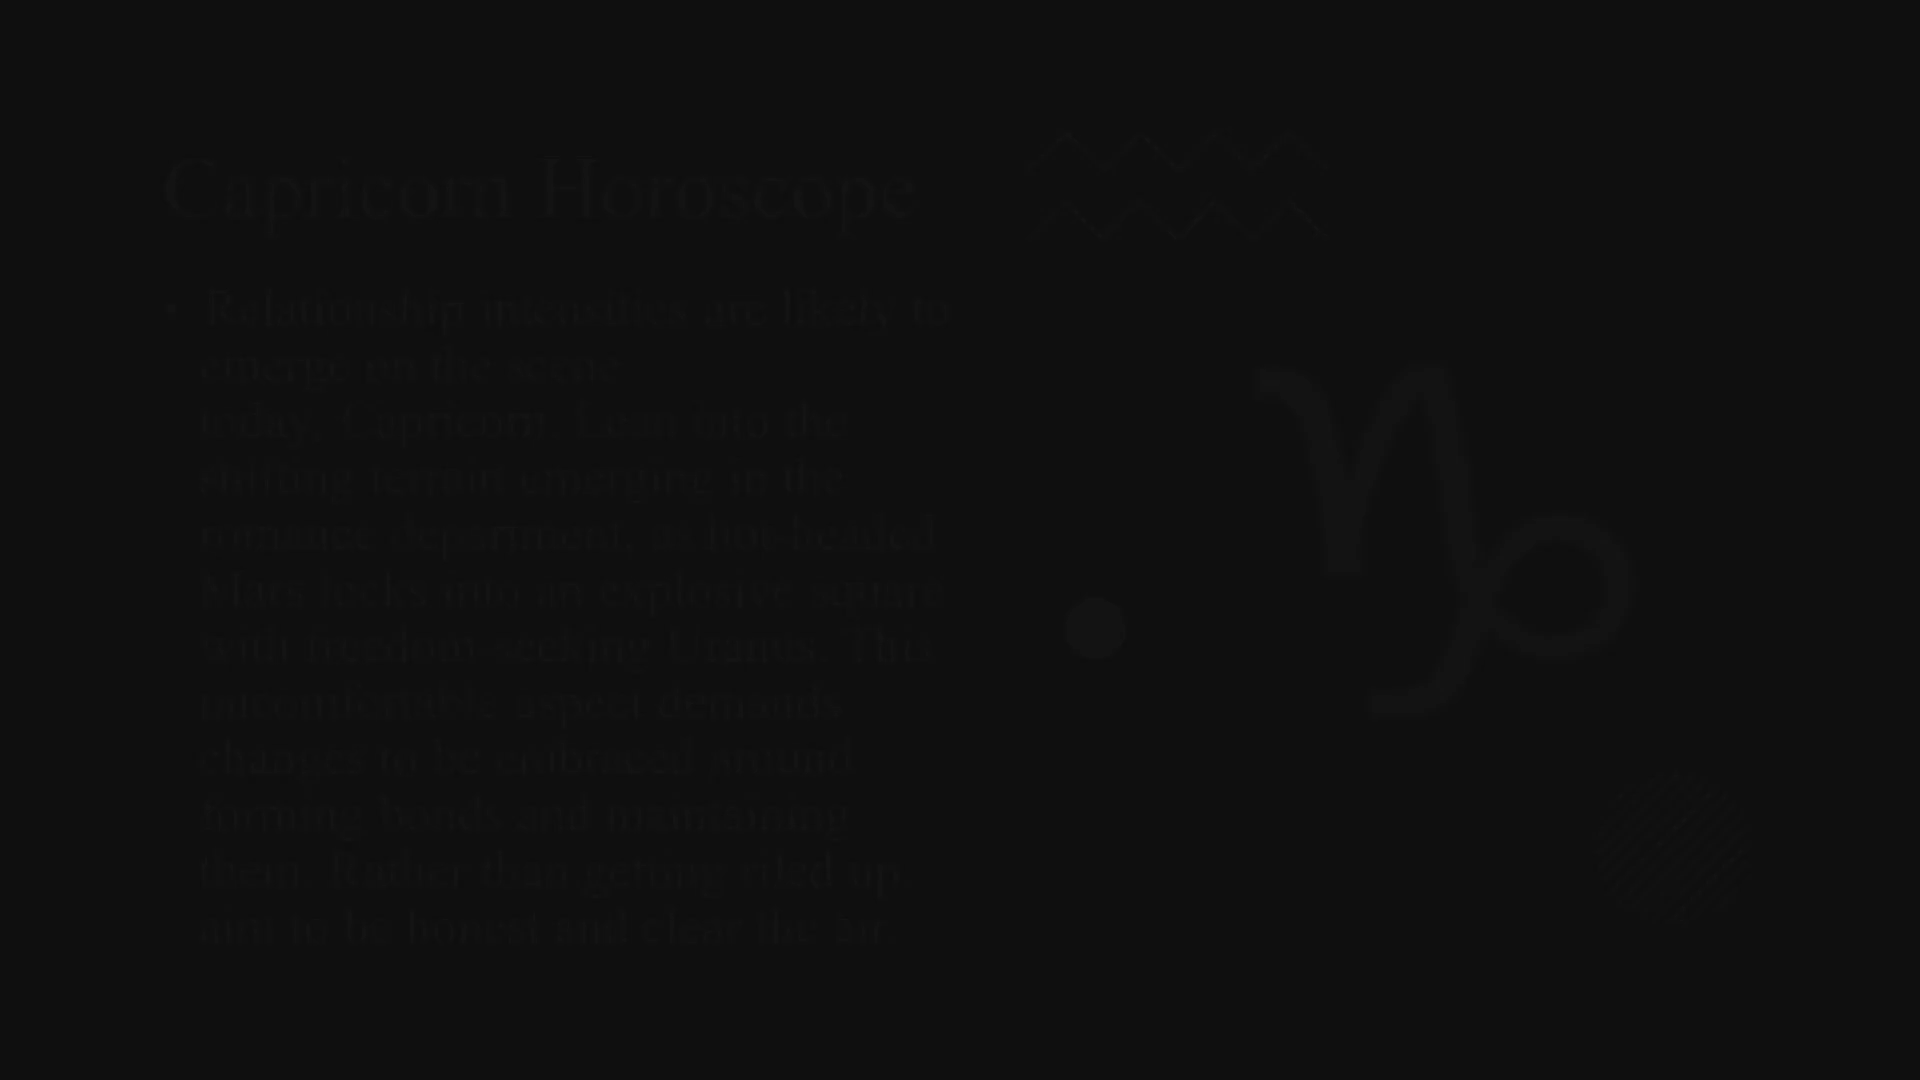 Capricorn Horoscope
• Relationship intensities are likely to
emerge on the scene
today, Capricorn. Lean into the
shifting terrain emerging in the
romance department, as hot-headed
Mars locks into an explosive square
with freedom-seeking Uranus. This
uncomfortable aspect demands
changes to be embraced around
forming bonds and maintaining
them. Rather than getting riled up,
aim to be honest and clear the air.